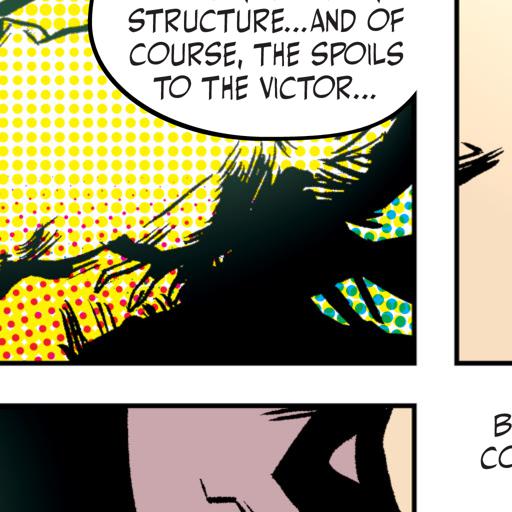 STRUCTURE...AND OF
COURSE, THE SPOILS
TO THE VICTOR...